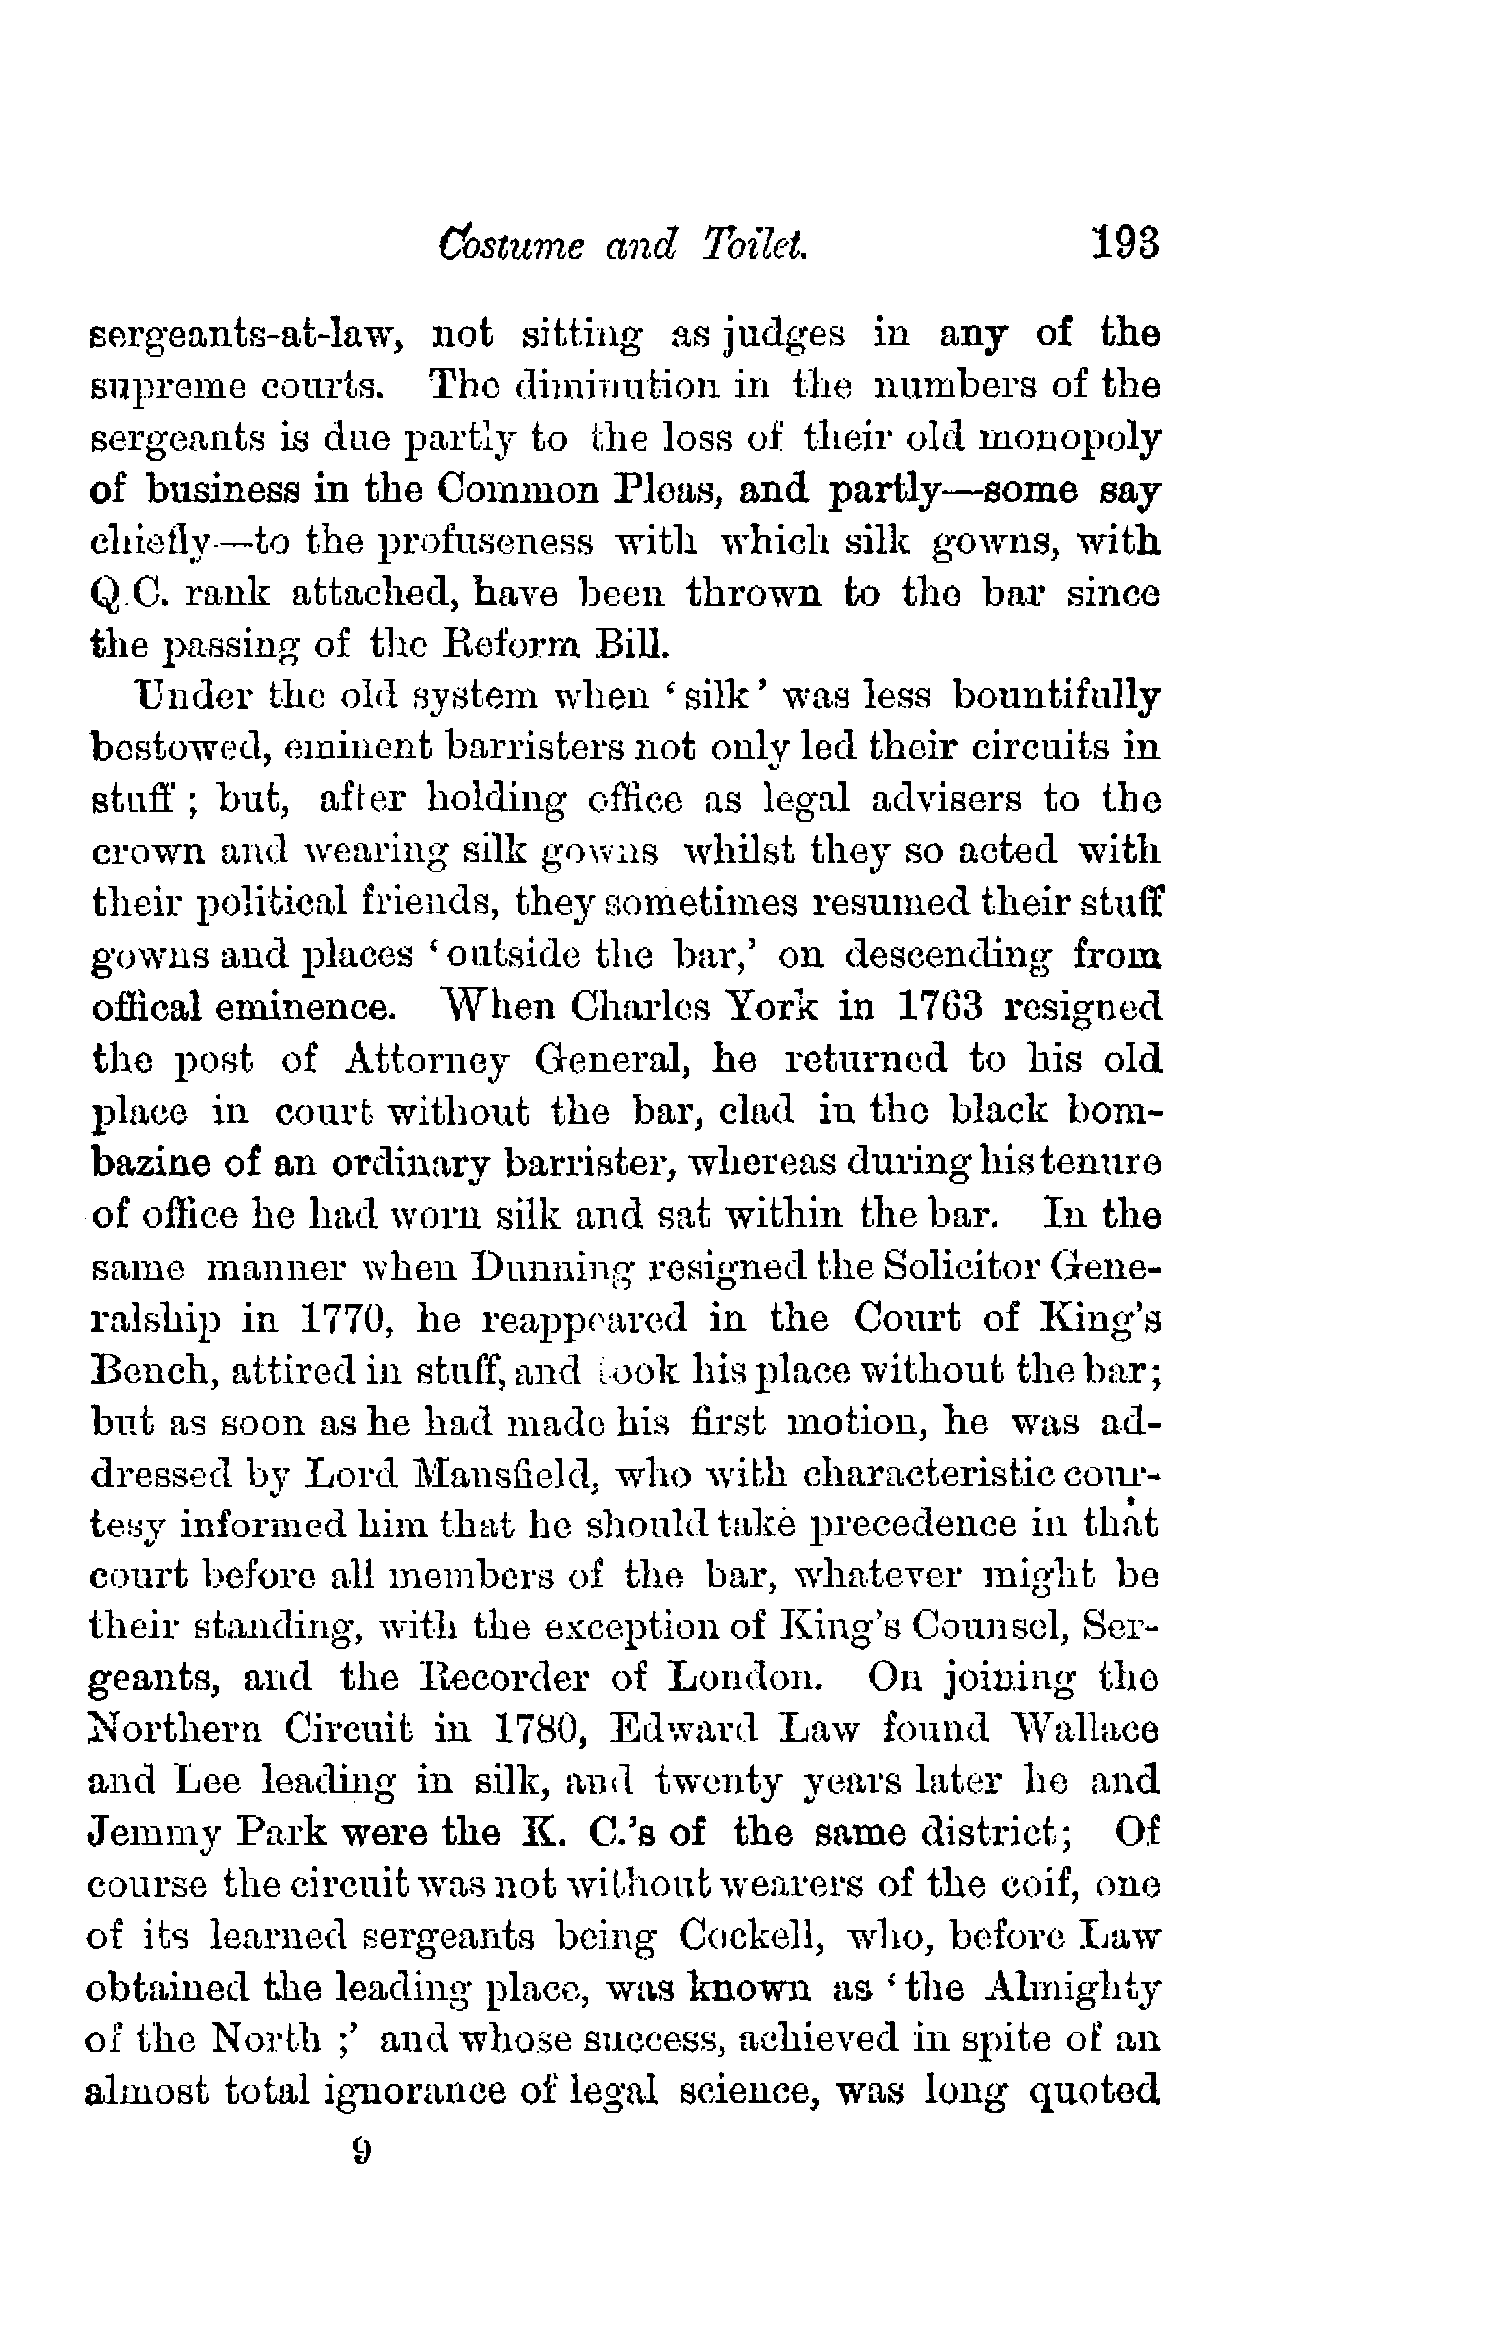 Costume and Toilet. 193
sergeants-at-law, not sitting as judges in any of the
supreme courts. The diminution in the numbers of the
sergeants is due partly to the loss of their old monopoly
of business in the Common Pleas, and partly—some say
chiefly—to the profuseness with which silk gowns, with
Q.C. rank attached, have been thrown to the bar since
the passing of the Reform Bill.
Under the old system when ‘silk’ was less bountifully
bestowed, eminent barristers not only led their circuits in
stuff; but, after holding office as legal advisers to the
crown and wearing silk gowns whilst they so acted with
their political friends, they sometimes resumed their stuff
gowns and places ‘outside the bar,’ on descending from
offical eminence. When Charles York in 1763 resigned
the post of Attorney General, he returned to his old
place in court without the bar, clad in the black bom-
bazine of an ordinary barrister, whereas during his tenure
of office he had worn silk and sat within the bar. In the
same manner when Dunning resigned the Solicitor Gene-
ralship in 1770, he reappeared in the Court of King's
Bench, attired in stuff, and took his place without the bar;
but as soon as he had made his first motion, he was ad-
dressed by Lord Mansfield, who with characteristic cour-
tesy informed him that he should take precedence in that
court before all members of the bar, whatever might be
their standing, with the exception of King's Counsel, Ser-
geants, and the Recorder of London. On joining the
Northern Circuit in 1780, Edward Law found Wallace
and Lee leading in silk, and twenty years later he and
Jemmy Park were the K. C.'s of the same district; Of
course the circuit was not without wearers of the coif, one
of its learned sergeants being Cockell, who, before Law
obtained the leading place, was known as ‘the Almighty
of the North;’ and whose success, achieved in spite of an
almost total ignorance of legal science, was long quoted
9